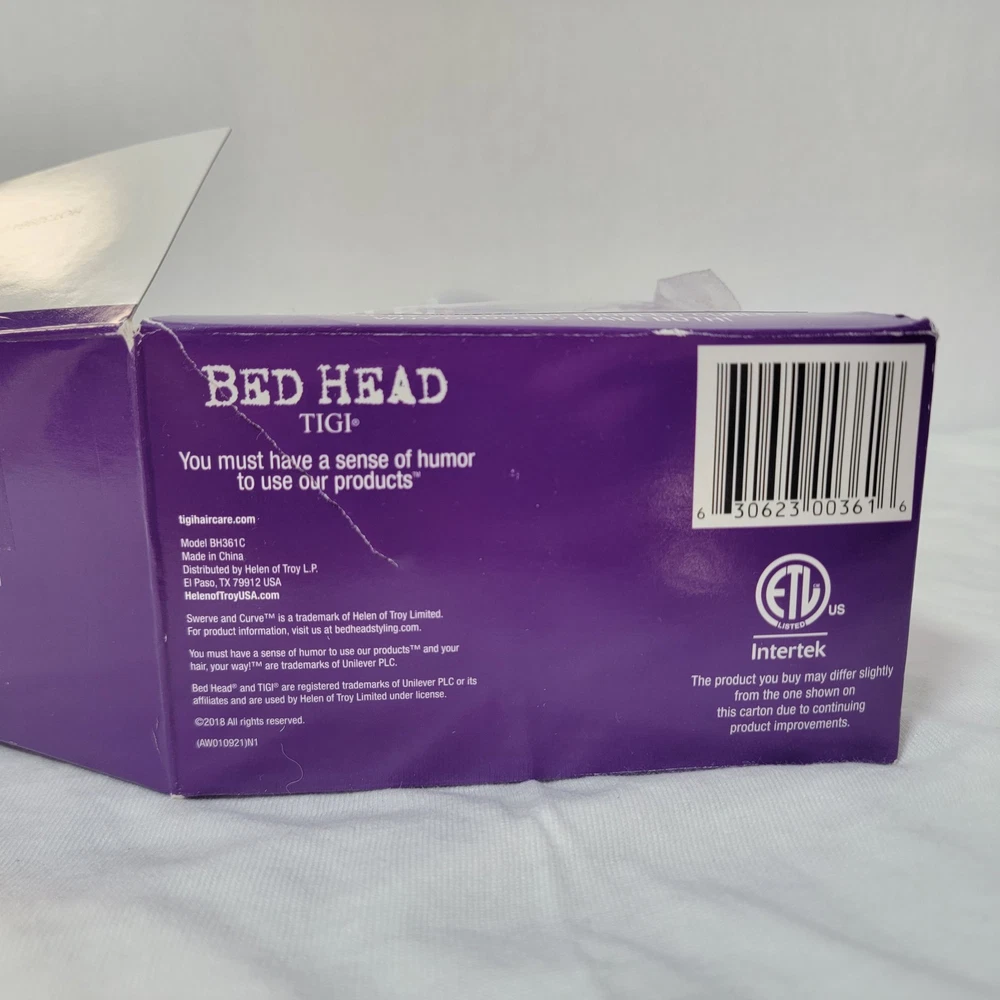 BED HEAD
TIGI®
You must have a sense of humor
to use our products™
tigihaircare.com
Model BH361C
Made in China
Distributed by Helen of Troy L.P.
El Paso, TX 79912 USA
HelenofTroyUSA.com
Swerve and Curve™ is a trademark of Helen of Troy Limited.
For product information, visit us at bedheadstyling.com.
You must have a sense of humor to use our products™ and your
hair, your way!™ are trademarks of Unilever PLC.
Bed Head® and TIGI® are registered trademarks of Unilever PLC or its
affiliates and are used by Helen of Troy Limited under license.
©2018 All rights reserved.
(AW010921)N1
6 30623 00361 6
ETL™
LISTED
US
Intertek
The product you buy may differ slightly
from the one shown on
this carton due to continuing
product improvements.